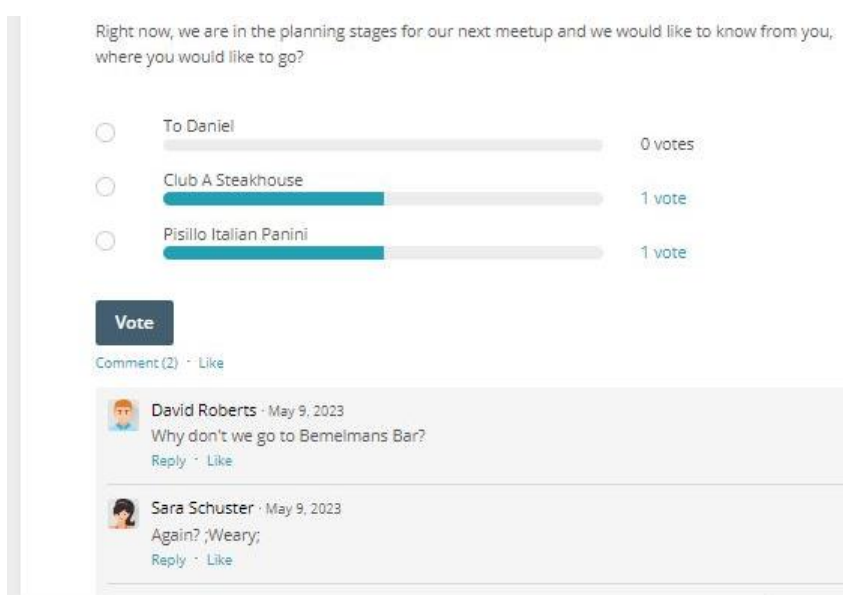 Right now, we are in the planning stages for our next meetup and we would like to know from you,
where you would like to go?
To Daniel
0 votes
Club A Steakhouse
1 vote
Pisillo Italian Panini
1 vote
Vote
Comment (2) · Like
David Roberts · May 9, 2023
Why don't we go to Bemelmans Bar?
Reply · Like
Sara Schuster · May 9, 2023
Again? ;Weary;
Reply · Like